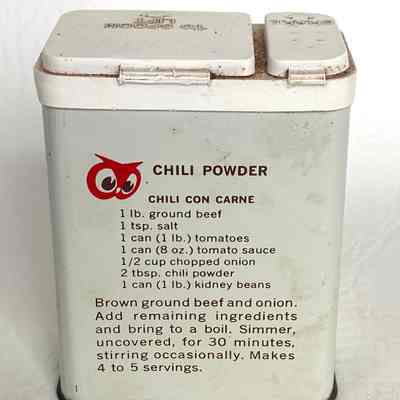 CHILI POWDER
CHILI CON CARNE
1 lb. ground beef
1 tsp. salt
1 can (1 lb.) tomatoes
1 can (8 oz.) tomato sauce
1/2 cup chopped onion
2 tbsp. chili powder
1 can (1 lb.) kidney beans
Brown ground beef and onion.
Add remaining ingredients
and bring to a boil. Simmer,
uncovered, for 30 minutes,
stirring occasionally. Makes
4 to 5 servings.